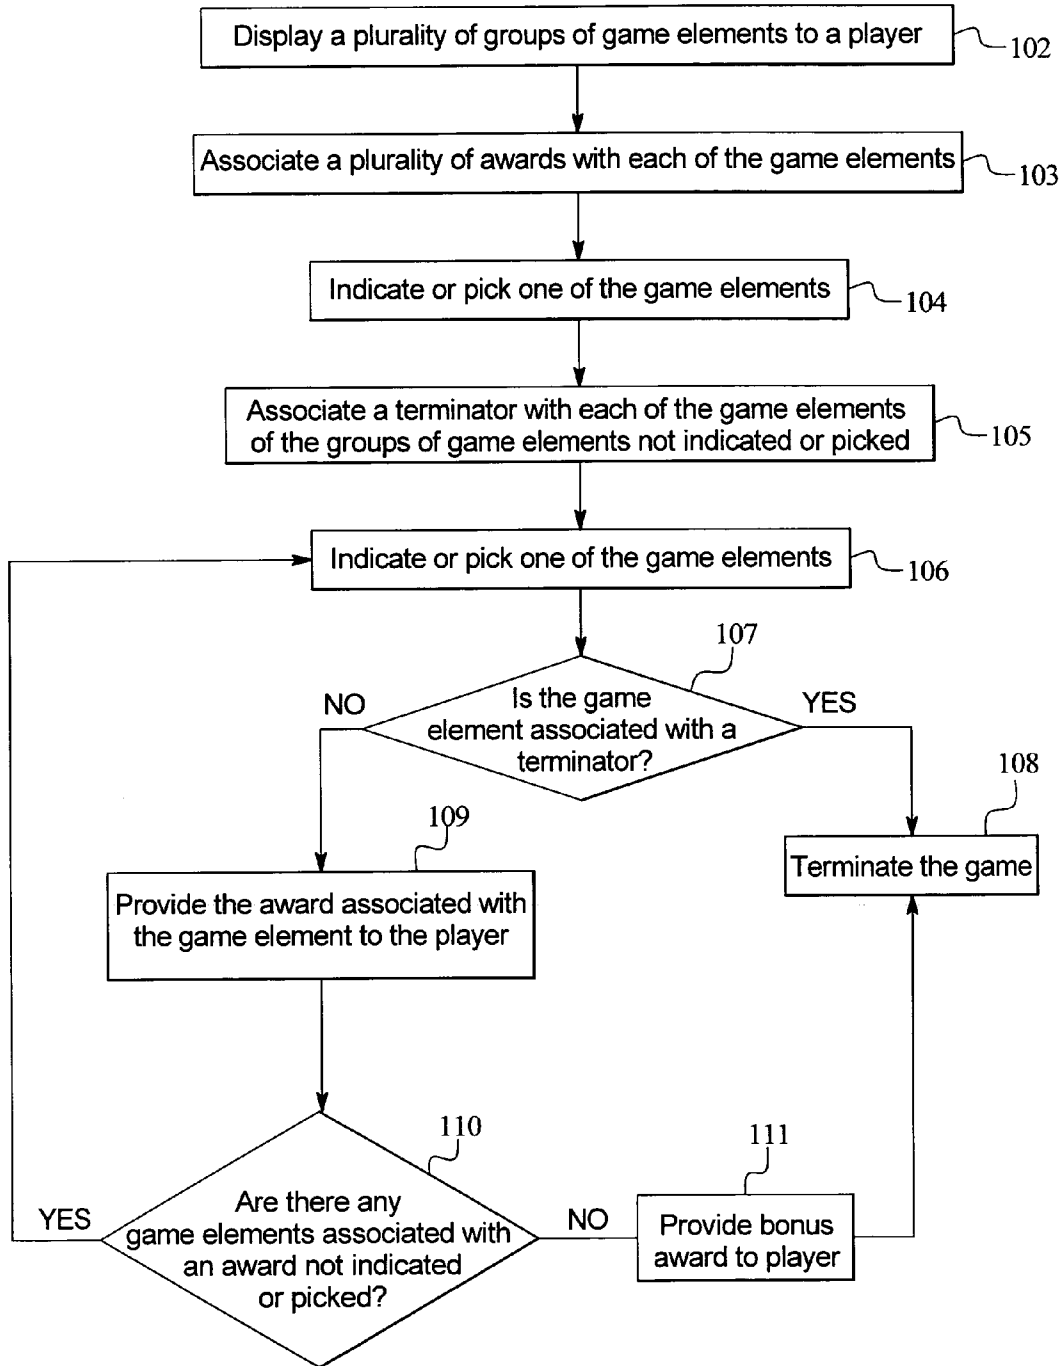 Display a plurality of groups of game elements to a player
102
Associate a plurality of awards with each of the game elements
103
Indicate or pick one of the game elements
104
Associate a terminator with each of the game elements
of the groups of game elements not indicated or picked
105
Indicate or pick one of the game elements
106
107
NO
Is the game
element associated with a
terminator?
YES
108
109
Terminate the game
Provide the award associated with
the game element to the player
110
111
Are there any
game elements associated with
an award not indicated
or picked?
YES
NO
Provide bonus
award to player